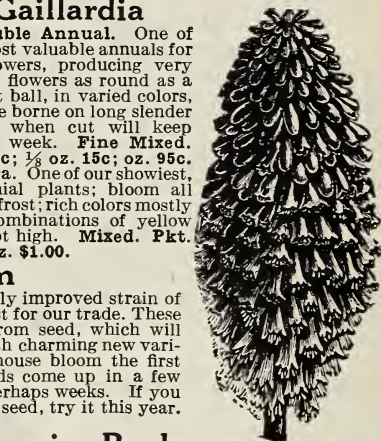 Gaillardia
uble Annual. One of
ost valuable annuals for
owers, producing very
flowers as round as a
t ball, in varied colors,
e borne on long slender
when cut will keep
week. Fine Mixed.
c; ⅛ oz. 15c; oz. 95c.
a. One of our showiest,
nial plants; bloom all
frost; rich colors mostly
ombinations of yellow
ot high. Mixed. Pkt.
z. $1.00.
m
ly improved strain of
t for our trade. These
rom seed, which will
h charming new vari-
house bloom the first
ds come up in a few
erhaps weeks. If you
seed, try it this year.